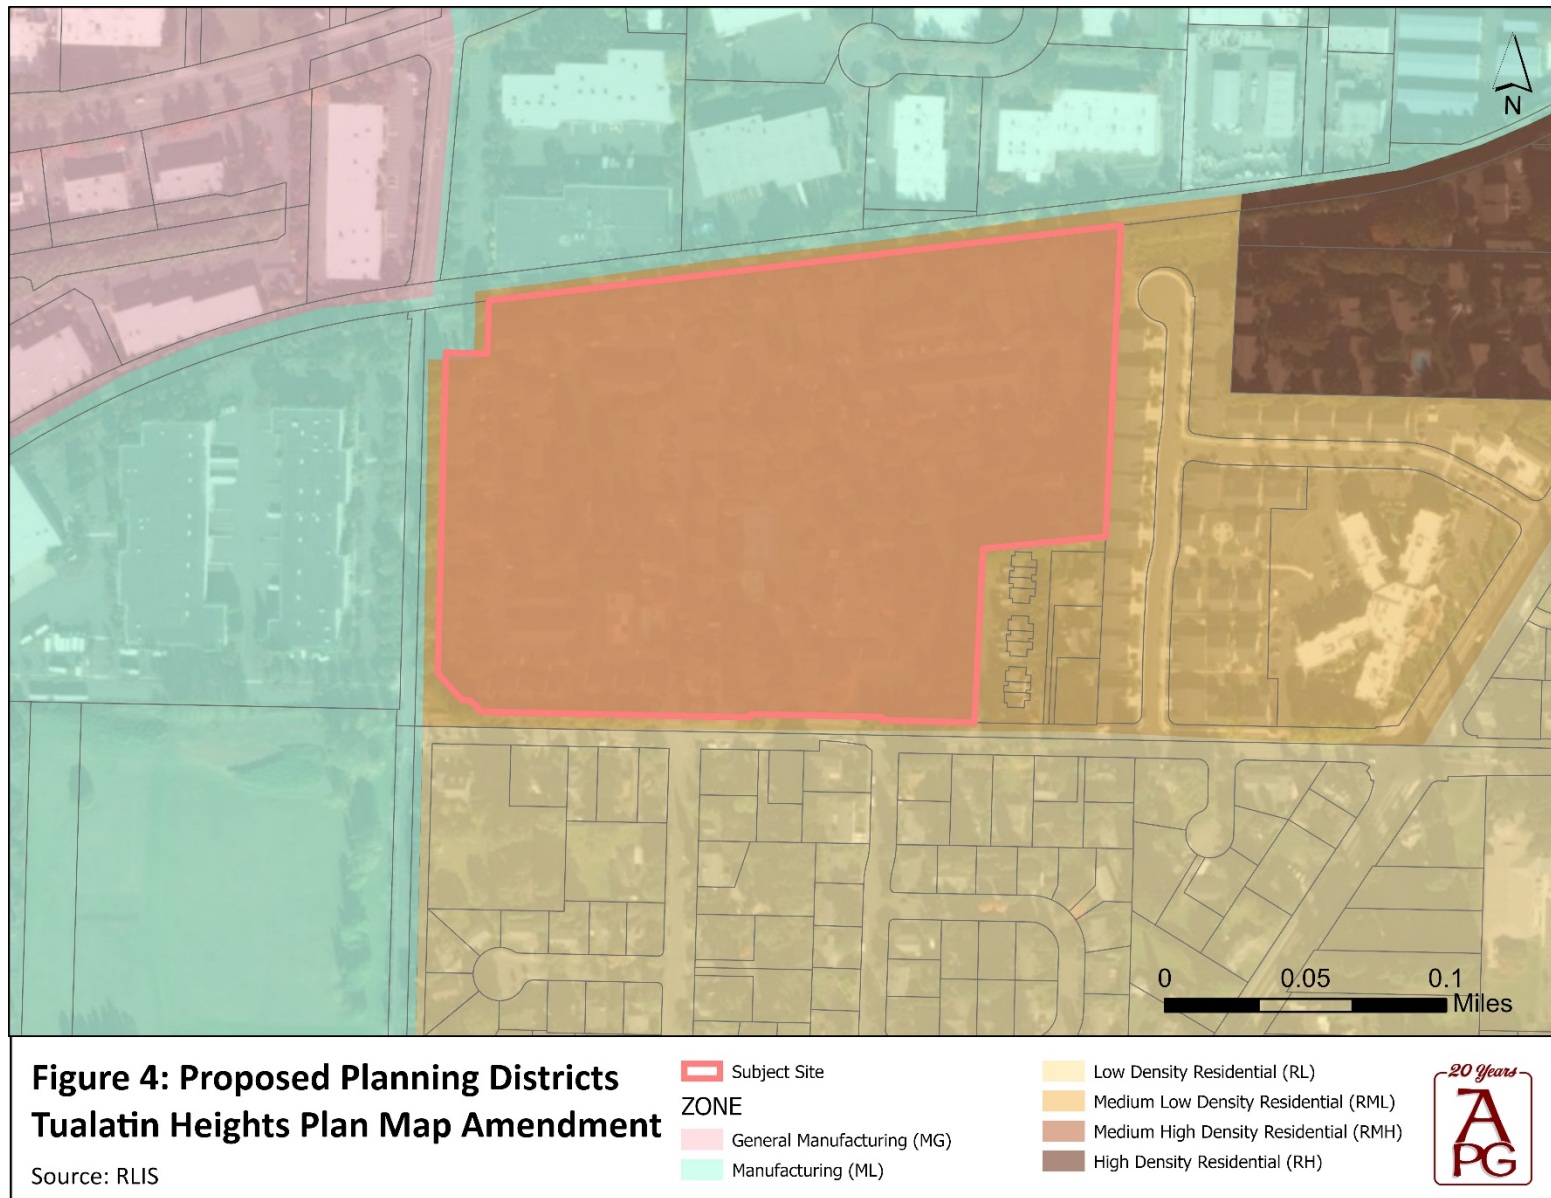 N
0 0.05 0.1
Miles
Figure 4: Proposed Planning Districts
Tualatin Heights Plan Map Amendment
Source: RLIS
Subject Site
ZONE
General Manufacturing (MG)
Manufacturing (ML)
Low Density Residential (RL)
Medium Low Density Residential (RML)
Medium High Density Residential (RMH)
High Density Residential (RH)
20 Years
A
PG